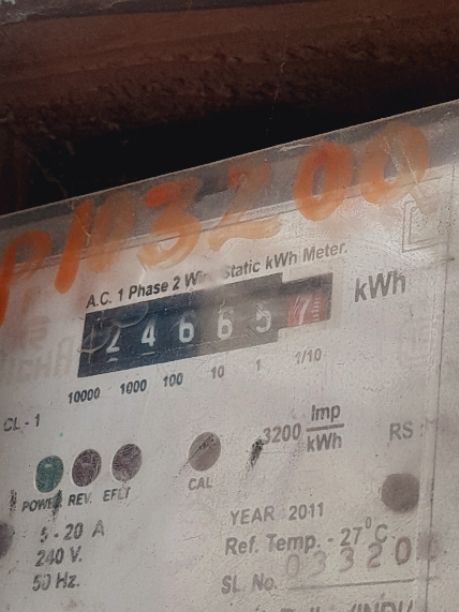 PN3200
A.C. 1 Phase 2 Wire Static kWh Meter.
2 4 6 6 5 7 kWh
10000 1000 100 10 1 1/10
CL - 1
3200 Imp
kWh
RS :
POWER REV. EFLT
CAL
5 - 20 A
240 V.
50 Hz.
YEAR : 2011
Ref. Temp. - 27°C
SL. No. 03320